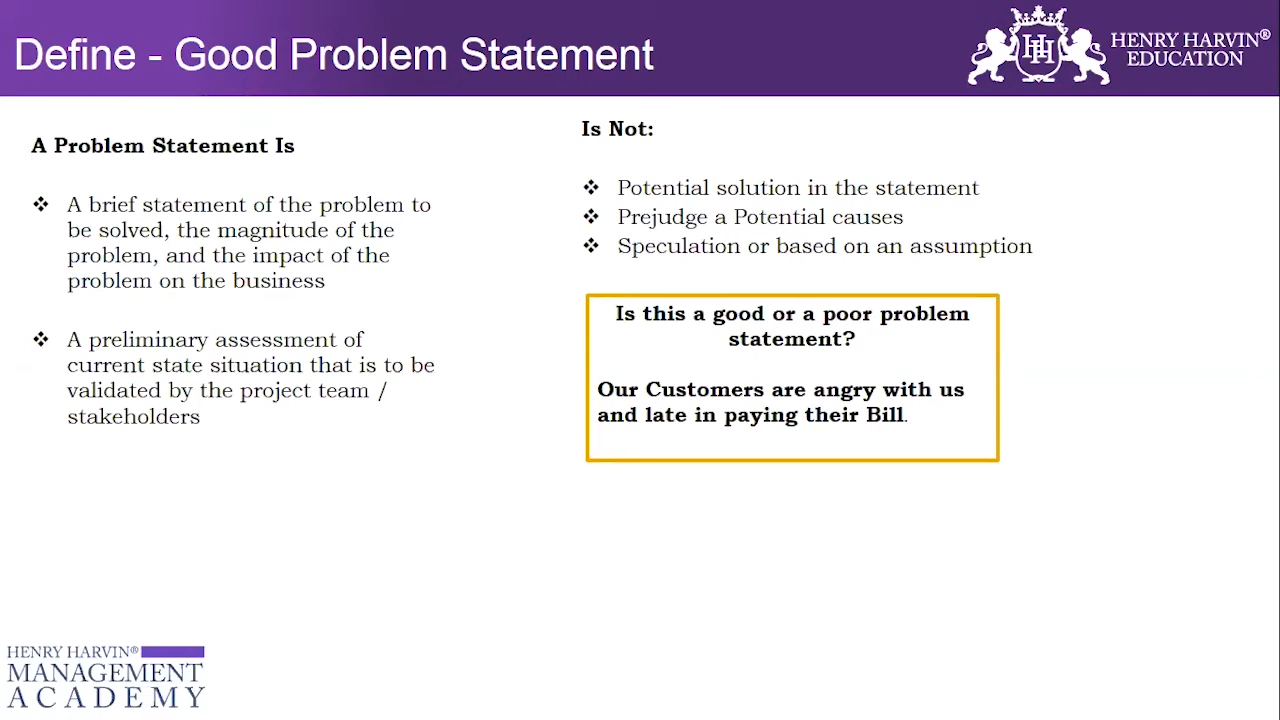 Define - Good Problem Statement
HENRY HARVIN®
EDUCATION
A Problem Statement Is
❖ A brief statement of the problem to
be solved, the magnitude of the
problem, and the impact of the
problem on the business
❖ A preliminary assessment of
current state situation that is to be
validated by the project team /
stakeholders
Is Not:
❖ Potential solution in the statement
❖ Prejudge a Potential causes
❖ Speculation or based on an assumption
Is this a good or a poor problem
statement?
Our Customers are angry with us
and late in paying their Bill.
HENRY HARVIN®
MANAGEMENT
ACADEMY